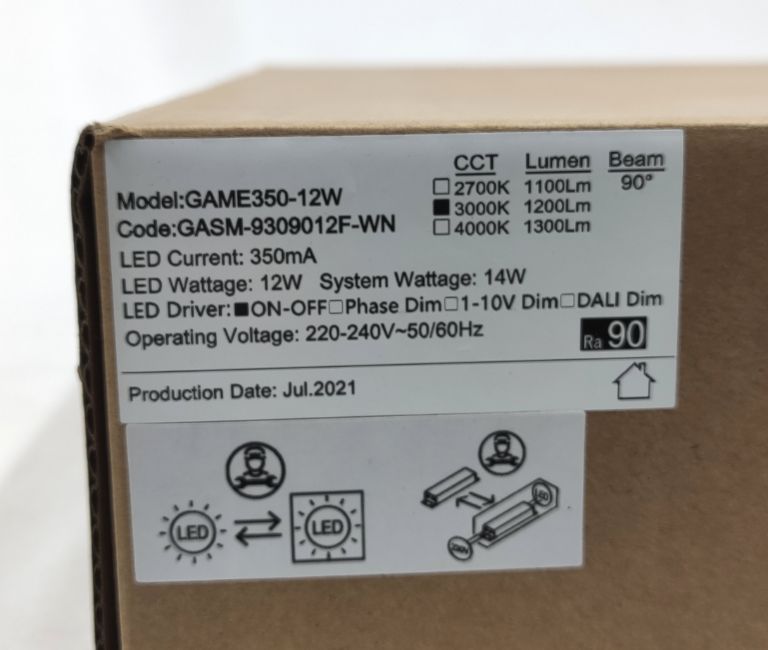 CCT Lumen Beam
☐2700K 1100Lm 90°
Model:GAME350-12W ■3000K 1200Lm
Code:GASM-9309012F-WN ☐4000K 1300Lm
LED Current: 350mA
LED Wattage: 12W System Wattage: 14W
LED Driver:■ON-OFF☐Phase Dim☐1-10V Dim☐DALI Dim
Operating Voltage: 220-240V~50/60Hz
Ra 90
Production Date: Jul.2021
LED LED
LED
230V